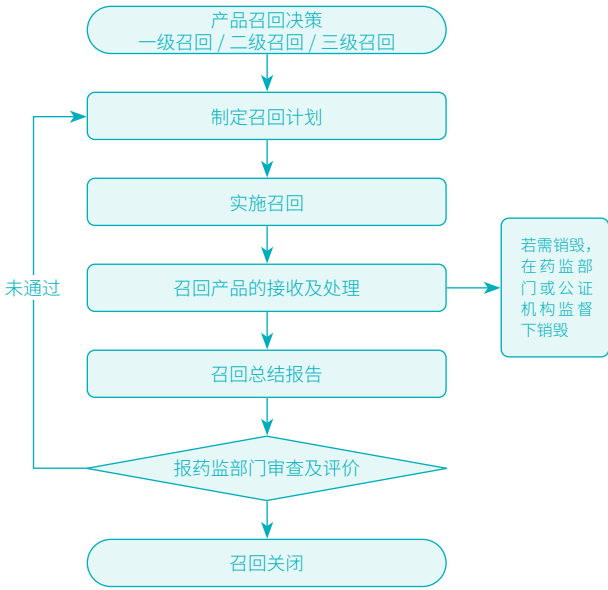 产品召回决策
一级召回 / 二级召回 / 三级召回
制定召回计划
实施召回
召回产品的接收及处理
若需销毁，
在药监部
门或公证
机构监督
下销毁
未通过
召回总结报告
报药监部门审查及评价
召回关闭